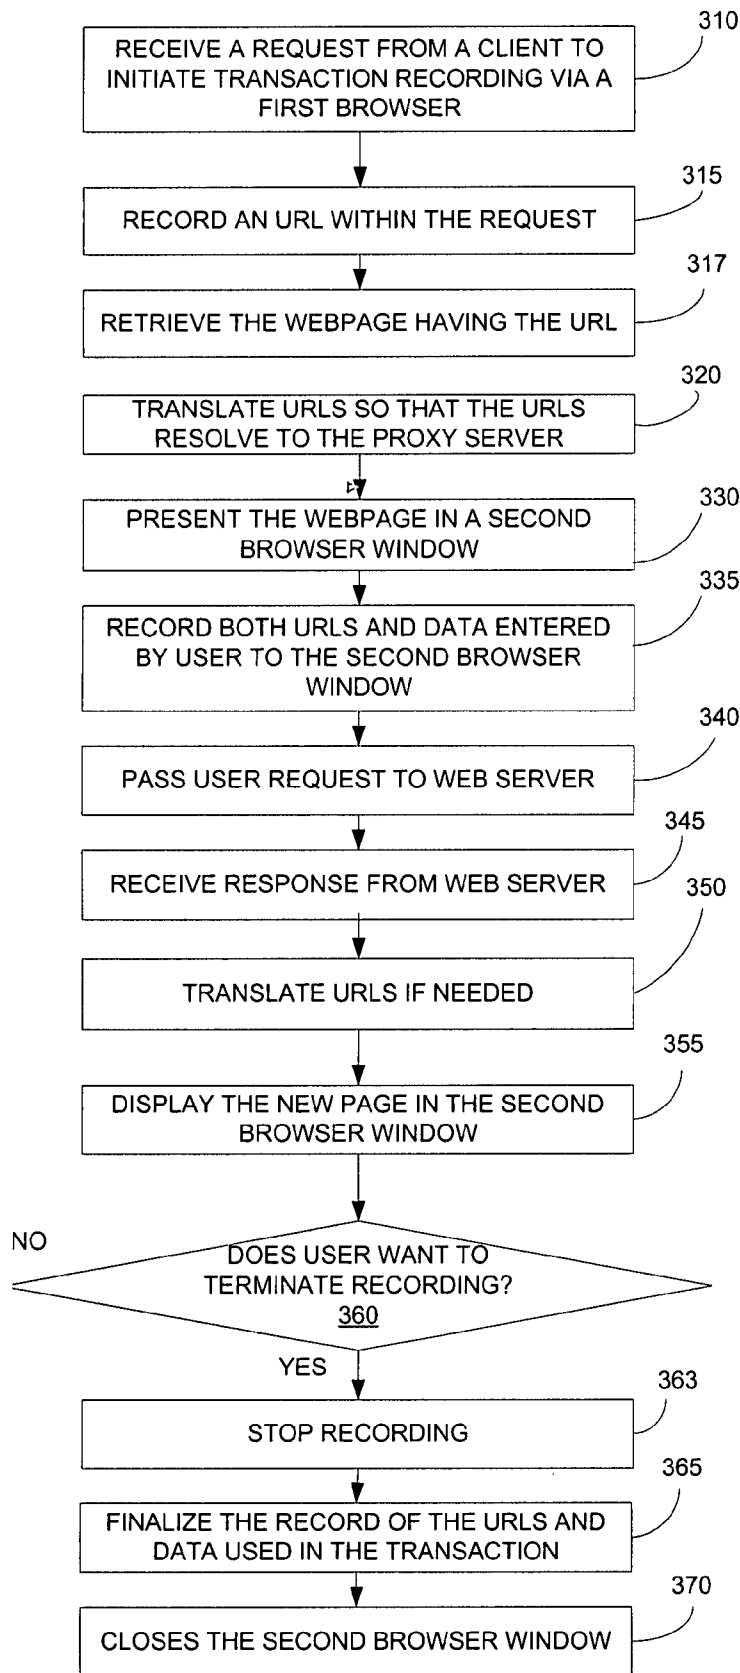 310
RECEIVE A REQUEST FROM A CLIENT TO
INITIATE TRANSACTION RECORDING VIA A
FIRST BROWSER
315
RECORD AN URL WITHIN THE REQUEST
317
RETRIEVE THE WEBPAGE HAVING THE URL
320
TRANSLATE URLS SO THAT THE URLS
RESOLVE TO THE PROXY SERVER
330
PRESENT THE WEBPAGE IN A SECOND
BROWSER WINDOW
335
RECORD BOTH URLS AND DATA ENTERED
BY USER TO THE SECOND BROWSER
WINDOW
340
PASS USER REQUEST TO WEB SERVER
345
RECEIVE RESPONSE FROM WEB SERVER
350
TRANSLATE URLS IF NEEDED
355
DISPLAY THE NEW PAGE IN THE SECOND
BROWSER WINDOW
NO
DOES USER WANT TO
TERMINATE RECORDING?
360
YES
363
STOP RECORDING
365
FINALIZE THE RECORD OF THE URLS AND
DATA USED IN THE TRANSACTION
370
CLOSES THE SECOND BROWSER WINDOW